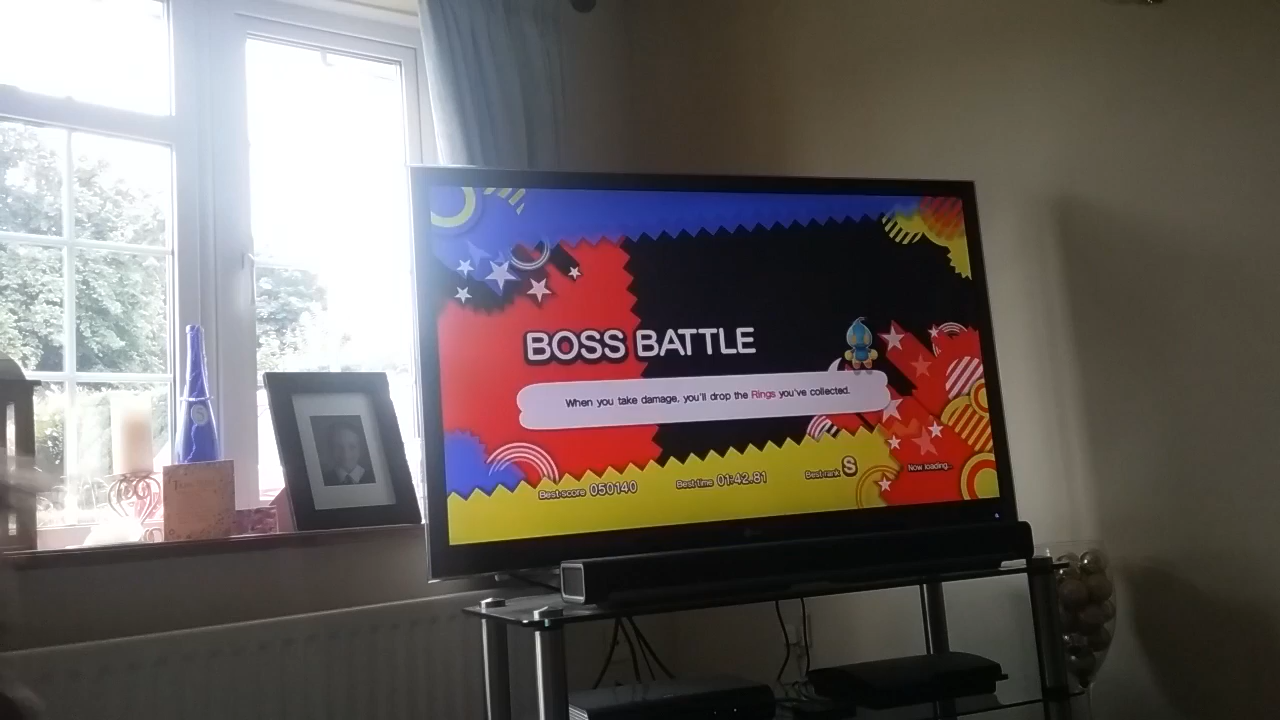 BOSS BATTLE
When you take damage, you'll drop the Rings you've collected.
Best score 050140 Best time 01:42.81 Best rank S
Now loading...